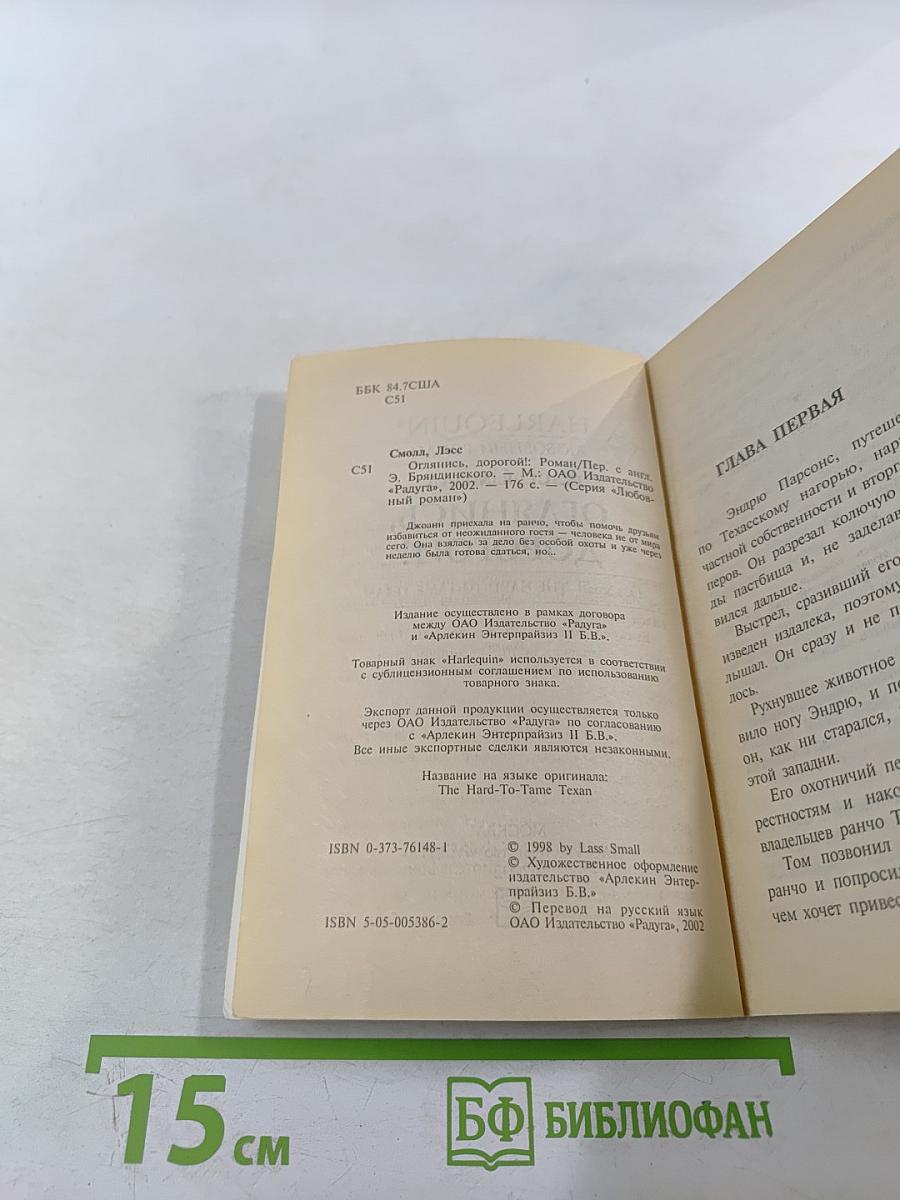 ББК 84.7США
С51
Смолл, Лэсс
С51 Оглянись, дорогой!: Роман/Пер. с англ.
Э. Бряндинского. — М.: ОАО Издательство
«Радуга», 2002. — 176 с. — (Серия «Любов-
ный роман»)
Джоанн приехала на ранчо, чтобы помочь друзьям
избавиться от неожиданного гостя — человека не от мира
сего. Она взялась за дело без особой охоты и уже через
неделю была готова сдаться, но...
Издание осуществлено в рамках договора
между ОАО Издательство «Радуга»
и «Арлекин Энтерпрайзиз II Б.В.».
Товарный знак «Harlequin» используется в соответствии
с сублицензионным соглашением по использованию
товарного знака.
Экспорт данной продукции осуществляется только
через ОАО Издательство «Радуга» по согласованию
с «Арлекин Энтерпрайзиз II Б.В.».
Все иные экспортные сделки являются незаконными.
Название на языке оригинала:
The Hard-To-Tame Texan
ISBN 0-373-76148-1
© 1998 by Lass Small
© Художественное оформление
издательство «Арлекин Энтер-
прайзиз Б.В.»
© Перевод на русский язык
ISBN 5-05-005386-2 ОАО Издательство «Радуга», 2002
ГЛАВА ПЕРВАЯ
Эндрю Парсонс, путеше
по Техасскому нагорью, нар
частной собственности и вторг
перов. Он разрезал колючую
ды пастбища и, не заделав
вился дальше.
Выстрел, сразивший его
изведен издалека, поэтому
лышал. Он сразу и не п
лось.
Рухнувшее животное
вило ногу Эндрю, и по
он, как ни старался,
этой западни.
Его охотничий пе
рестностям и нако
владельцев ранчо Т
Том позвонил
ранчо и попроси
чем хочет привес
15 см
БФ БИБЛИОФАН